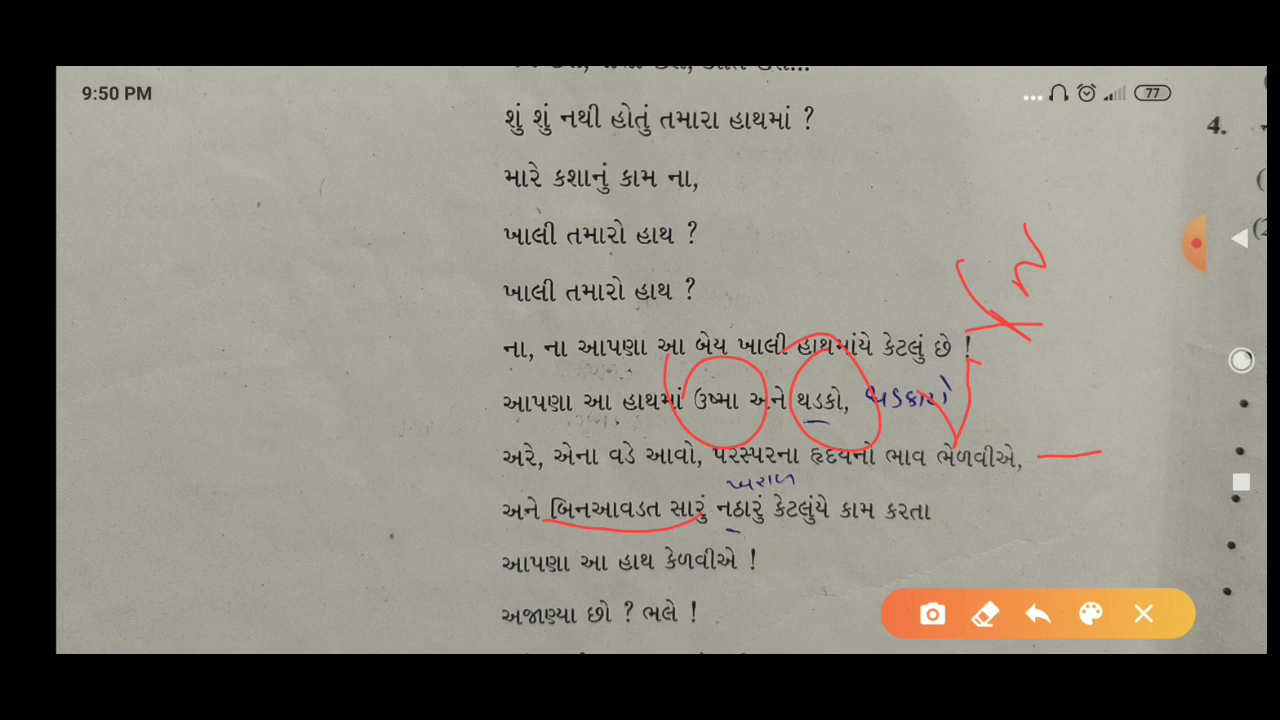 9:50 PM
77
શું શું નથી હોતું તમારા હાથમાં ?
4.
મારે કશાનું કામ ના,
ખાલી તમારો હાથ ?
ખાલી તમારો હાથ ?
ના, ના આપણા આ બેય ખાલી હાથમાંયે કેટલું છે !
આપણા આ હાથમાં ઉષ્મા અને થડકો,
અરે, એના વડે આવો, પરસ્પરના હૃદયનો ભાવ ભેળવીએ,
ખરાબ
અને બિનઆવડત સારું નઠારું કેટલુંયે કામ કરતા
આપણા આ હાથ કેળવીએ !
અજાણ્યા છો ? ભલે !